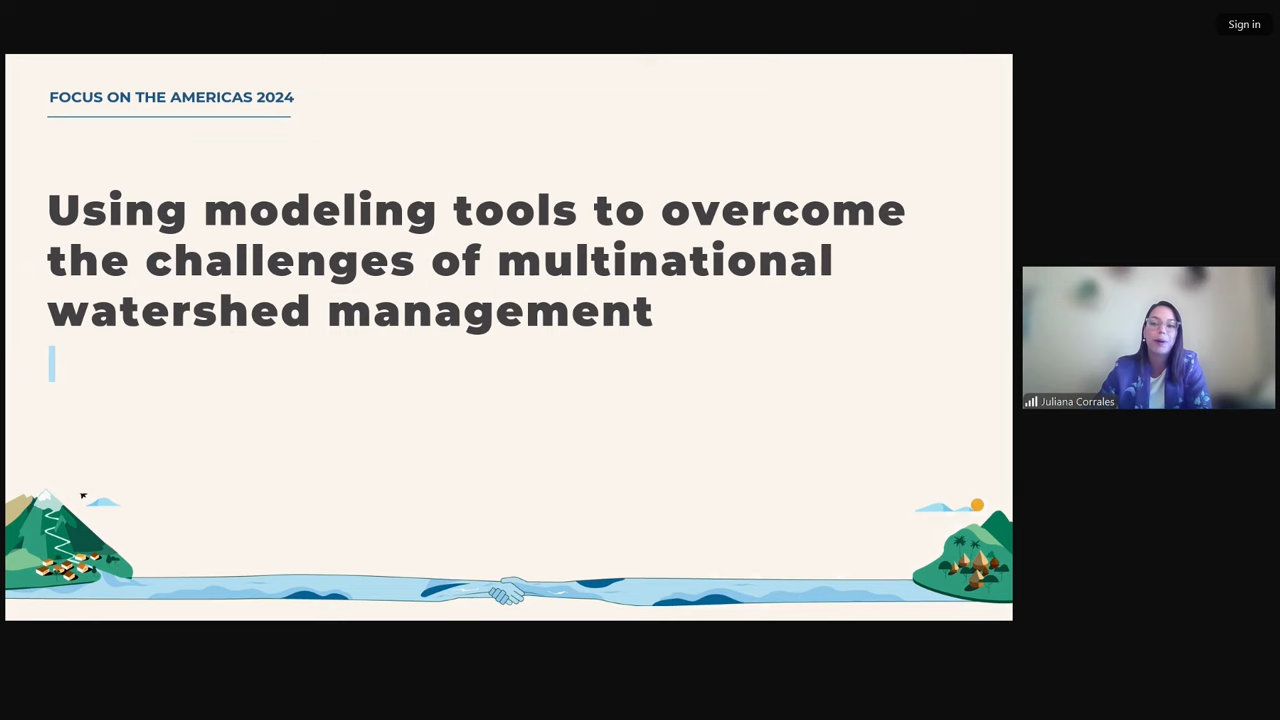 Sign in
FOCUS ON THE AMERICAS 2024
Using modeling tools to overcome
the challenges of multinational
watershed management
Juliana Corrales